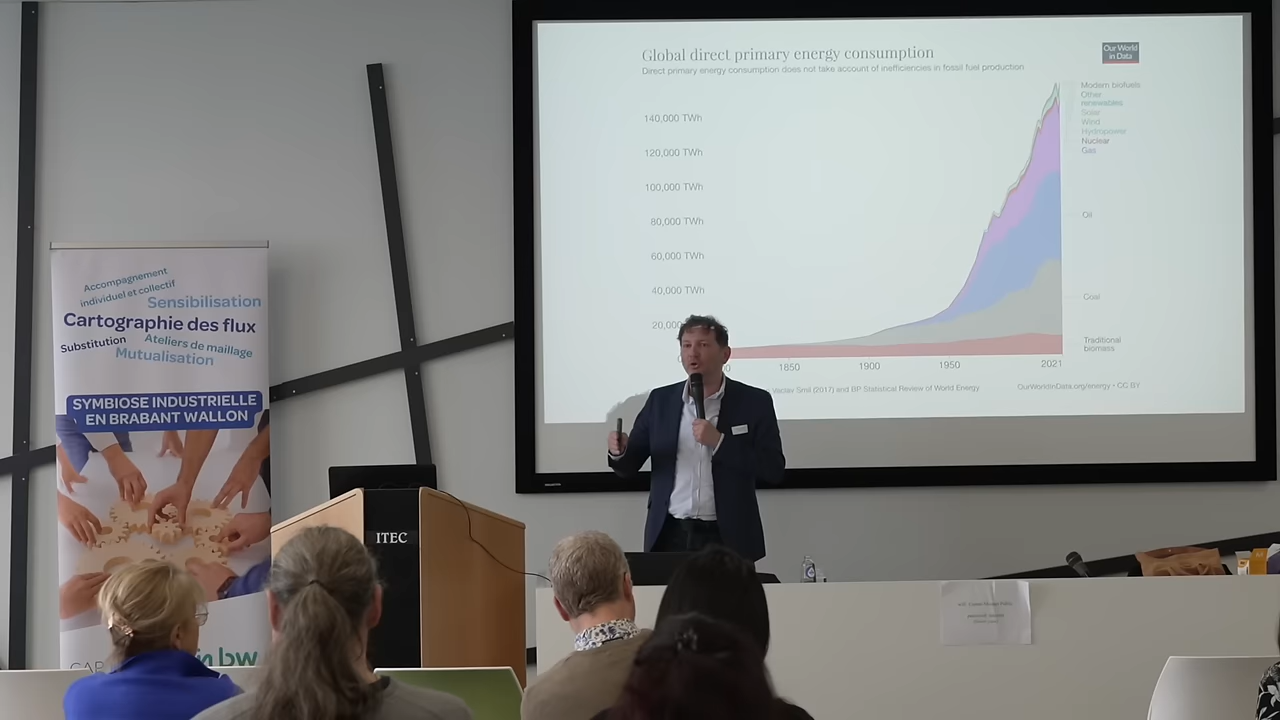 Global direct primary energy consumption
Direct primary energy consumption does not take account of inefficiencies in fossil fuel production
Our World
in Data
140,000 TWh
120,000 TWh
100,000 TWh
80,000 TWh
60,000 TWh
40,000 TWh
20,000
1850
1900
1950
2021
Modern biofuels
Other
renewables
Solar
Wind
Hydropower
Nuclear
Gas
Oil
Coal
Traditional
biomass
Vaclav Smil (2017) and BP Statistical Review of World Energy
OurWorldInData.org/energy • CC BY
Accompagnement
individuel et collectif
Sensibilisation
Cartographie des flux
Substitution
Ateliers de maillage
Mutualisation
SYMBIOSE INDUSTRIELLE
EN BRABANT WALLON
in bw
ITEC